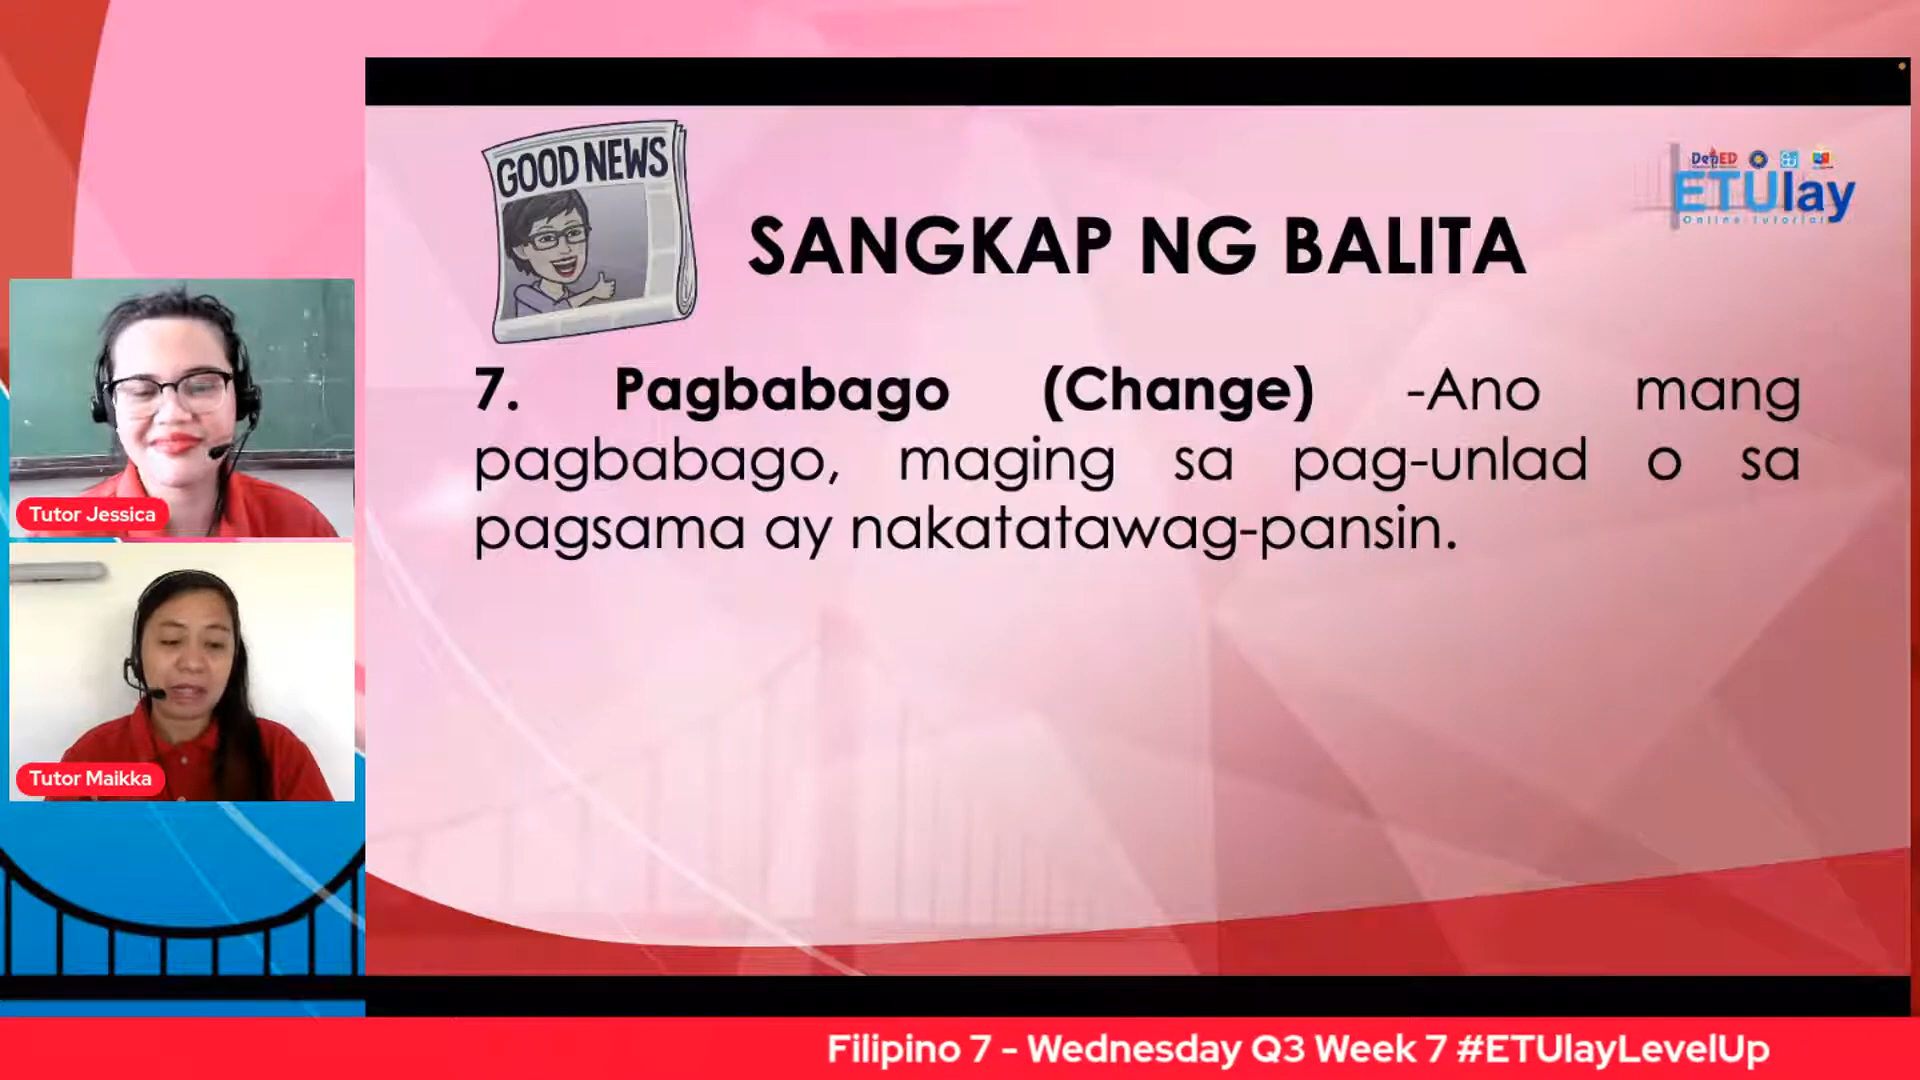 GOOD NEWS
DepED
ETUlay
Online Tutorial
SANGKAP NG BALITA
7. Pagbabago (Change) -Ano mang
pagbabago, maging sa pag-unlad o sa
pagsama ay nakatatawag-pansin.
Tutor Jessica
Tutor Maikka
Filipino 7 - Wednesday Q3 Week 7 #ETUlayLevelUp